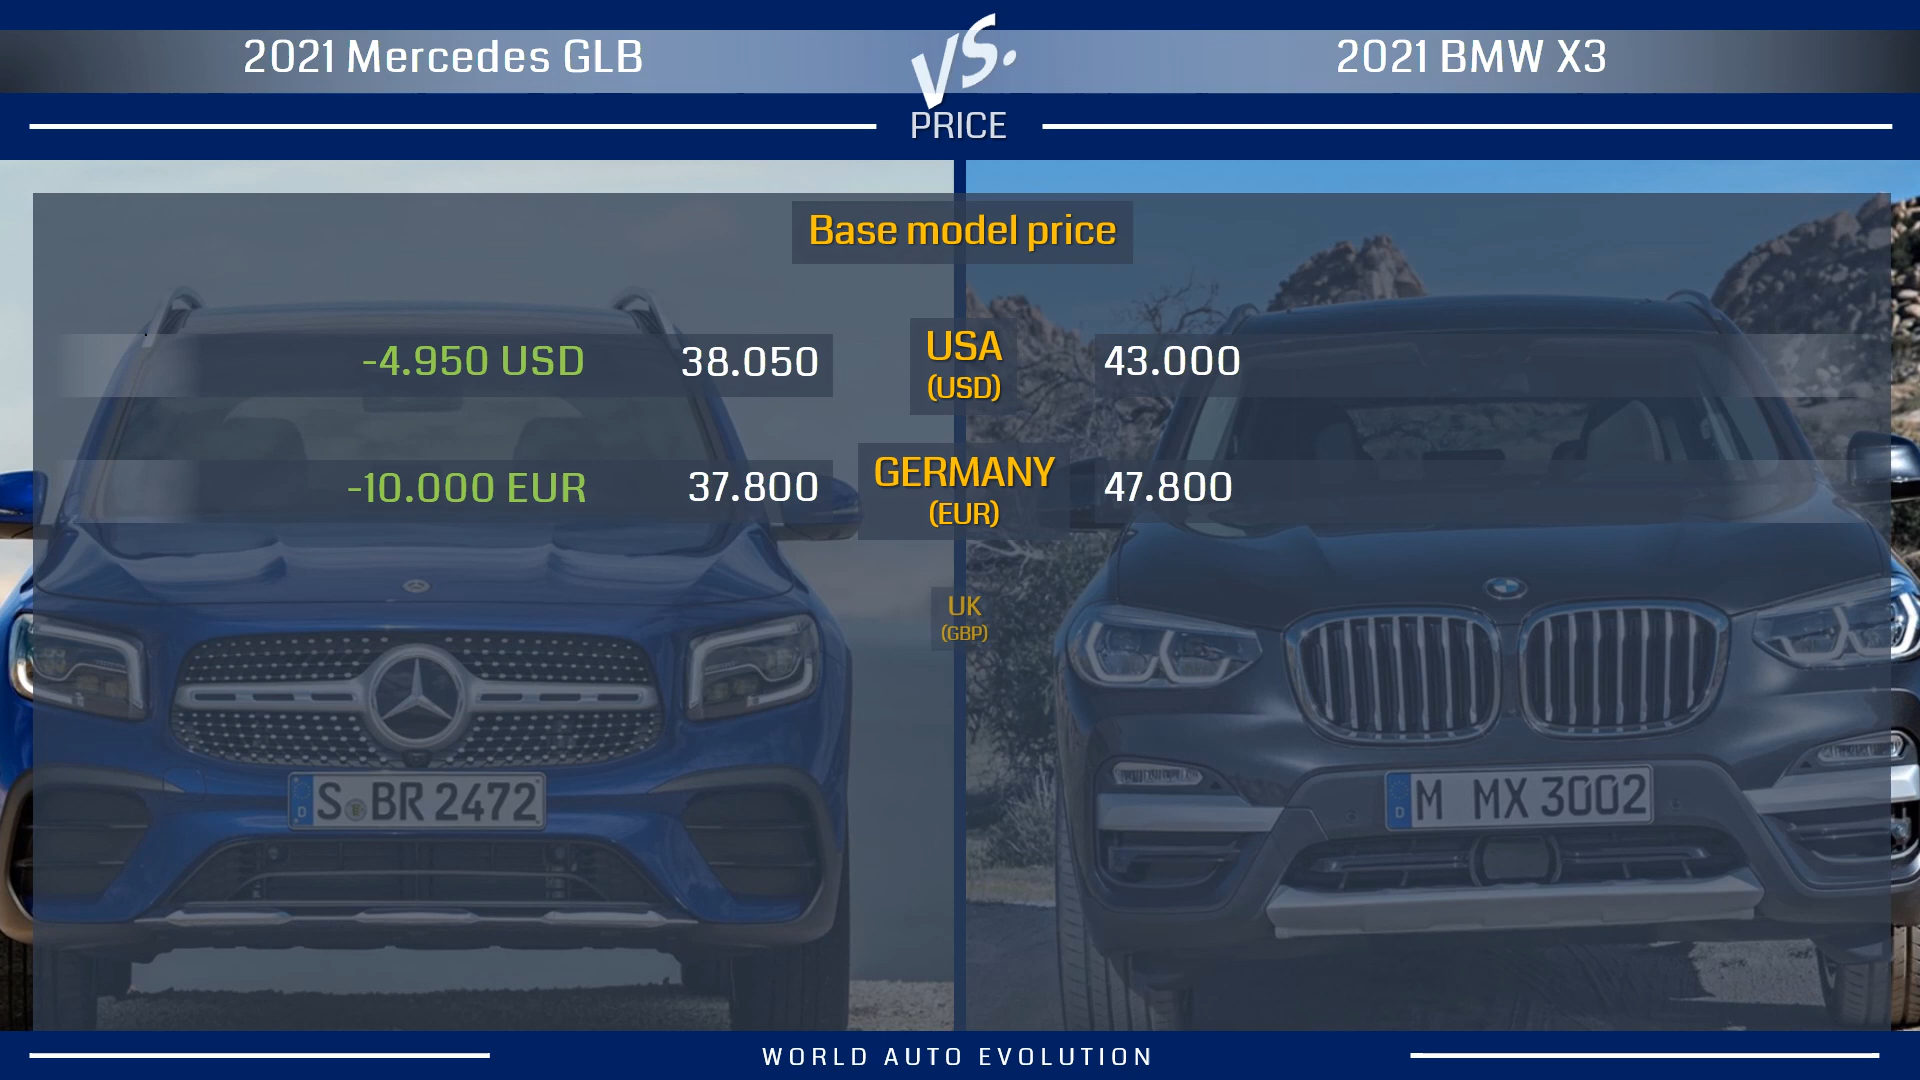 2021 Mercedes GLB
VS.
2021 BMW X3
PRICE
Base model price
-4.950 USD
38.050
USA
(USD)
43.000
-10.000 EUR
37.800
GERMANY
(EUR)
47.800
UK
(GBP)
S BR 2472
M MX 3002
WORLD AUTO EVOLUTION